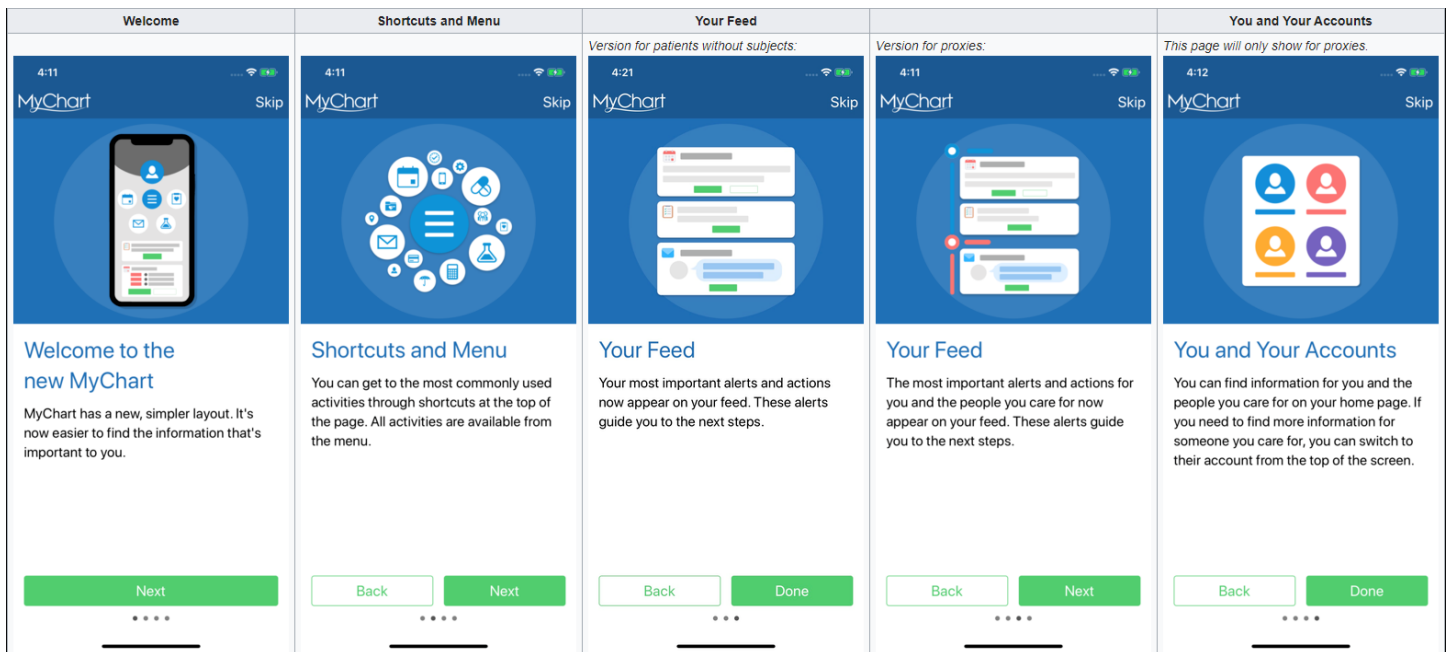 Welcome
Shortcuts and Menu
Your Feed
You and Your Accounts
Version for patients without subjects:
Version for proxies:
This page will only show for proxies.
4:11
MyChart
Skip
Welcome to the
new MyChart
MyChart has a new, simpler layout. It's
now easier to find the information that's
important to you.
Next
4:11
MyChart
Skip
Shortcuts and Menu
You can get to the most commonly used
activities through shortcuts at the top of
the page. All activities are available from
the menu.
Back
Next
4:21
MyChart
Skip
Your Feed
Your most important alerts and actions
now appear on your feed. These alerts
guide you to the next steps.
Back
Done
4:11
MyChart
Skip
Your Feed
The most important alerts and actions for
you and the people you care for now
appear on your feed. These alerts guide
you to the next steps.
Back
Next
4:12
MyChart
Skip
You and Your Accounts
You can find information for you and the
people you care for on your home page. If
you need to find more information for
someone you care for, you can switch to
their account from the top of the screen.
Back
Done